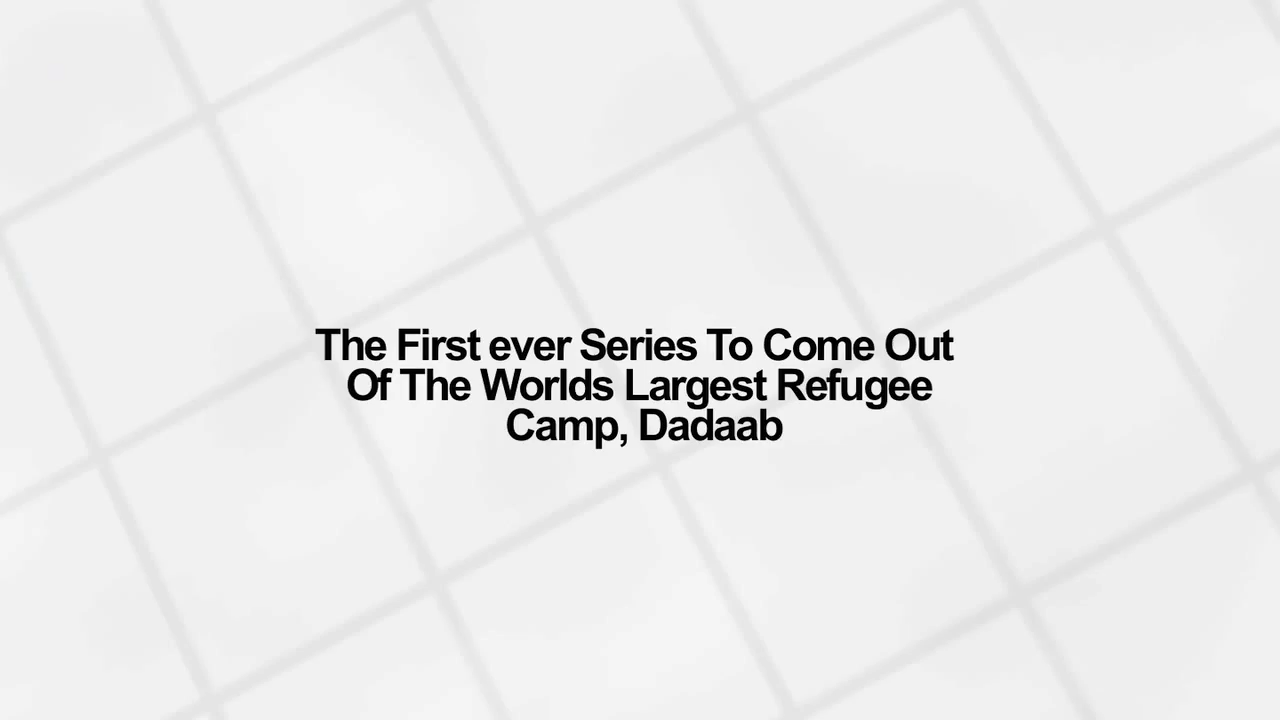 The First ever Series To Come Out
Of The Worlds Largest Refugee
Camp, Dadaab